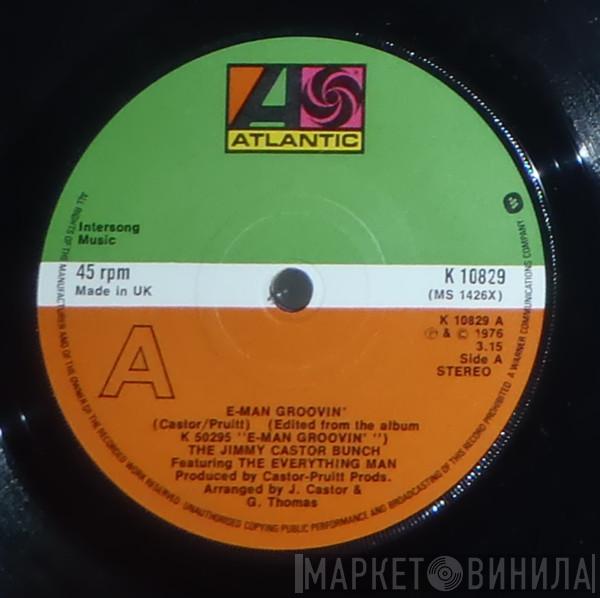 ATLANTIC
Intersong
Music
45 rpm
Made in UK
K 10829
(MS 1426X)
K 10829 A
℗ & © 1976
3.15
Side A
STEREO
A
E-MAN GROOVIN'
(Castor/Pruitt) (Edited from the album
K 50295 "E-MAN GROOVIN' ")
THE JIMMY CASTOR BUNCH
Featuring THE EVERYTHING MAN
Produced by Castor-Pruitt Prods.
Arranged by J. Castor &
G. Thomas
ALL RIGHTS OF THE MANUFACTURER AND OF THE OWNER OF THE RECORDED WORK RESERVED. UNAUTHORISED COPYING PUBLIC PERFORMANCE AND BROADCASTING OF THIS RECORD PROHIBITED. A WARNER COMMUNICATIONS COMPANY
МАРКЕТ ВИНИЛА